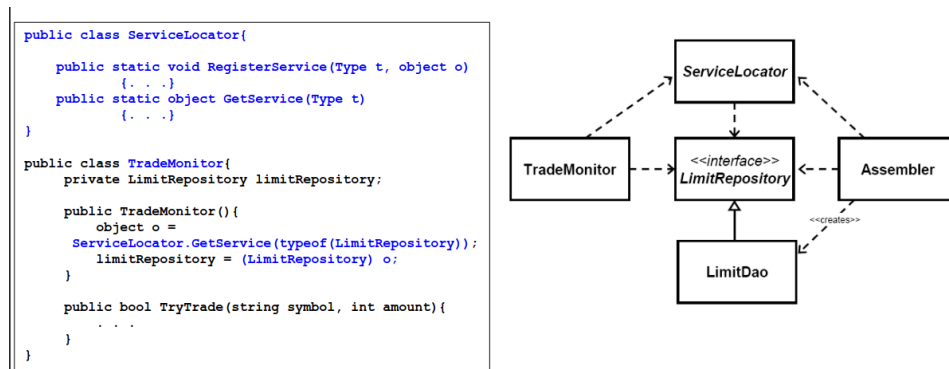 public class ServiceLocator{
public static void RegisterService(Type t, object o)
{. . .}
public static object GetService(Type t)
{. . .}
}
public class TradeMonitor{
private LimitRepository limitRepository;
public TradeMonitor(){
object o =
ServiceLocator.GetService(typeof(LimitRepository));
limitRepository = (LimitRepository) o;
}
public bool TryTrade(string symbol, int amount){
. . .
}
}
ServiceLocator
TradeMonitor
<<interface>>
LimitRepository
Assembler
<<creates>>
LimitDao